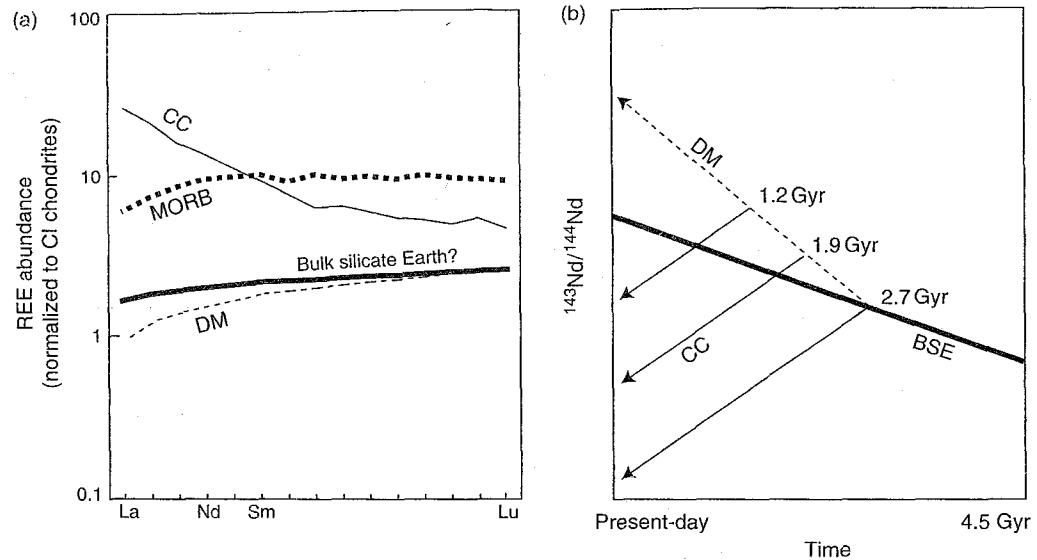 (a)
100
10
1
0.1
REE abundance
(normalized to CI chondrites)
CC
MORB
Bulk silicate Earth?
DM
La
Nd
Sm
Lu
(b)
143Nd/144Nd
DM
1.2 Gyr
1.9 Gyr
2.7 Gyr
CC
BSE
Present-day
4.5 Gyr
Time